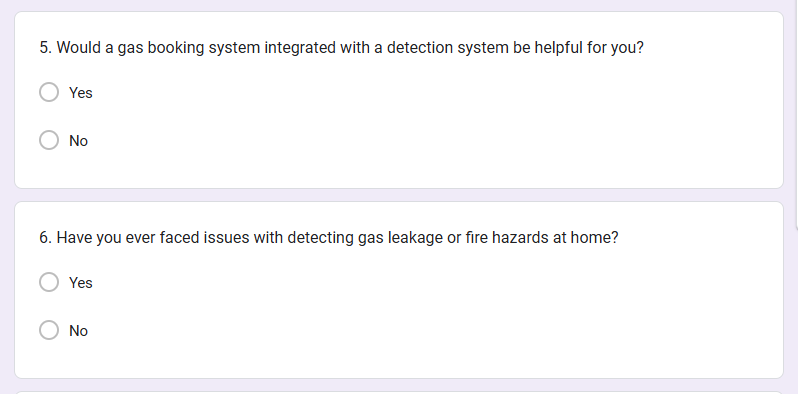 5. Would a gas booking system integrated with a detection system be helpful for you?
Yes
No
6. Have you ever faced issues with detecting gas leakage or fire hazards at home?
Yes
No